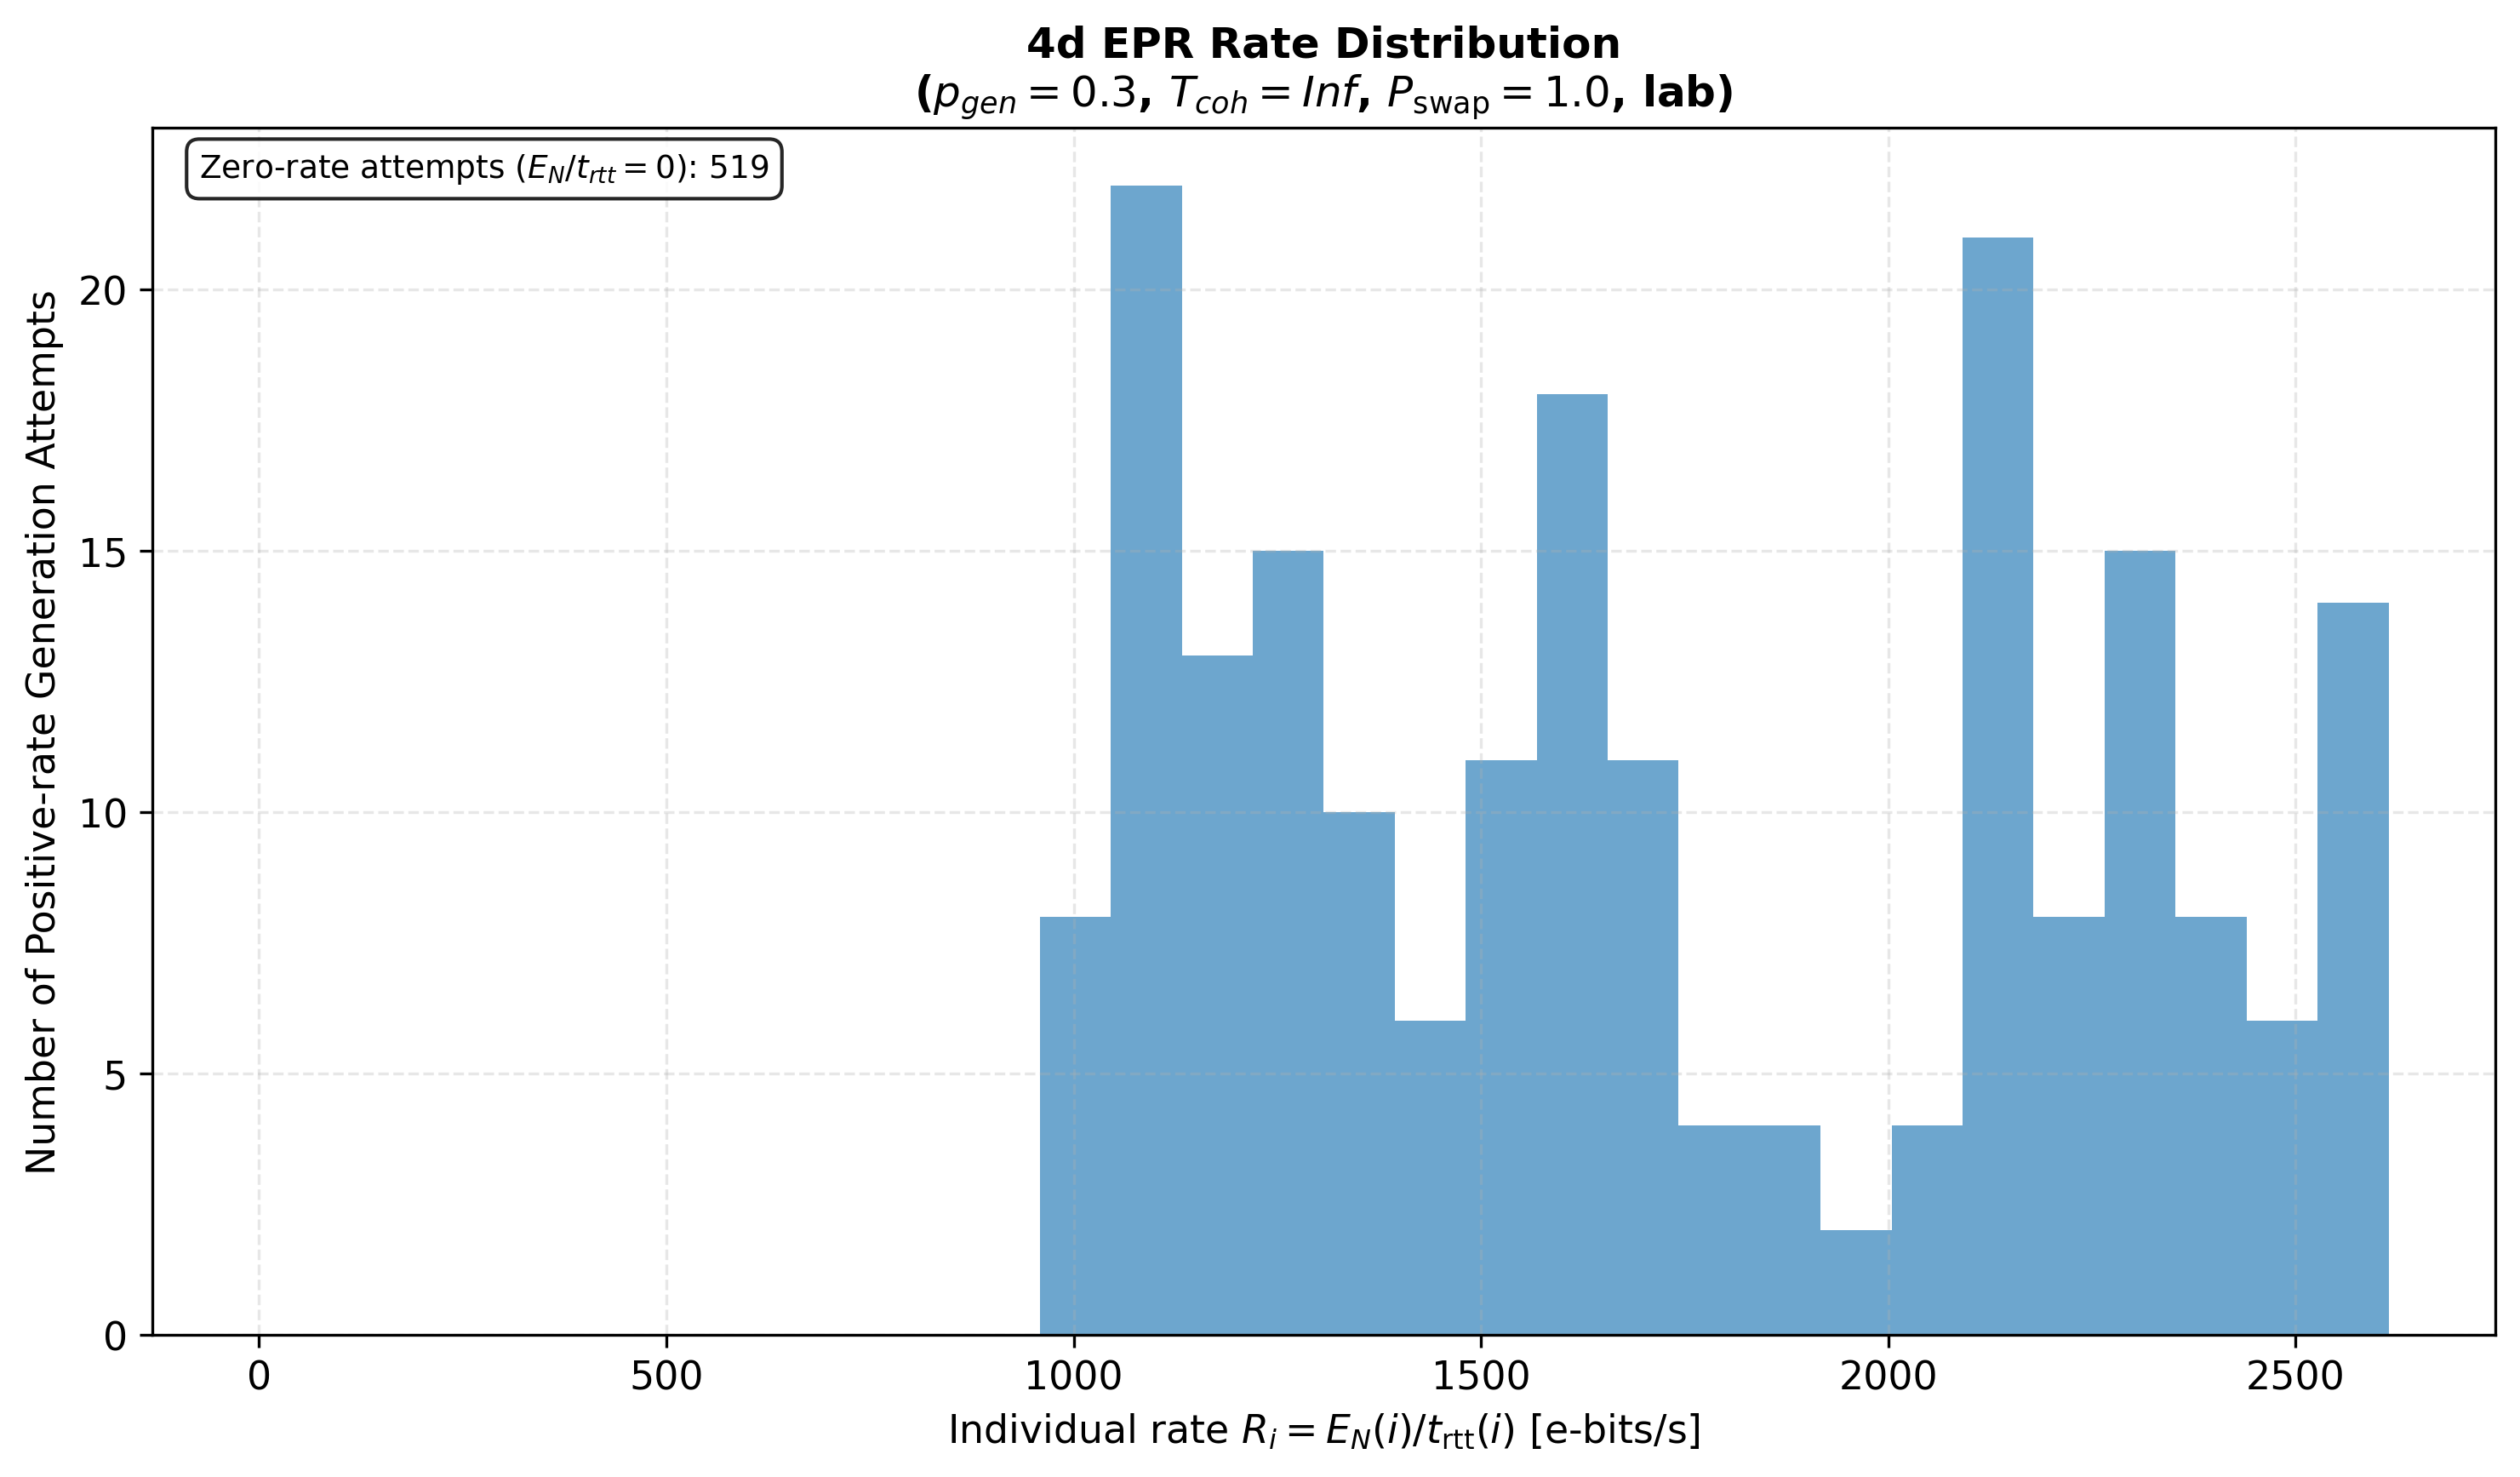 4d EPR Rate Distribution
(p_gen = 0.3, T_coh = Inf, P_swap = 1.0, lab)
Zero-rate attempts (E_N/t_rtt = 0): 519
Number of Positive-rate Generation Attempts
20
15
10
5
0
0 500 1000 1500 2000 2500
Individual rate R_i = E_N(i)/t_rtt(i) [e-bits/s]